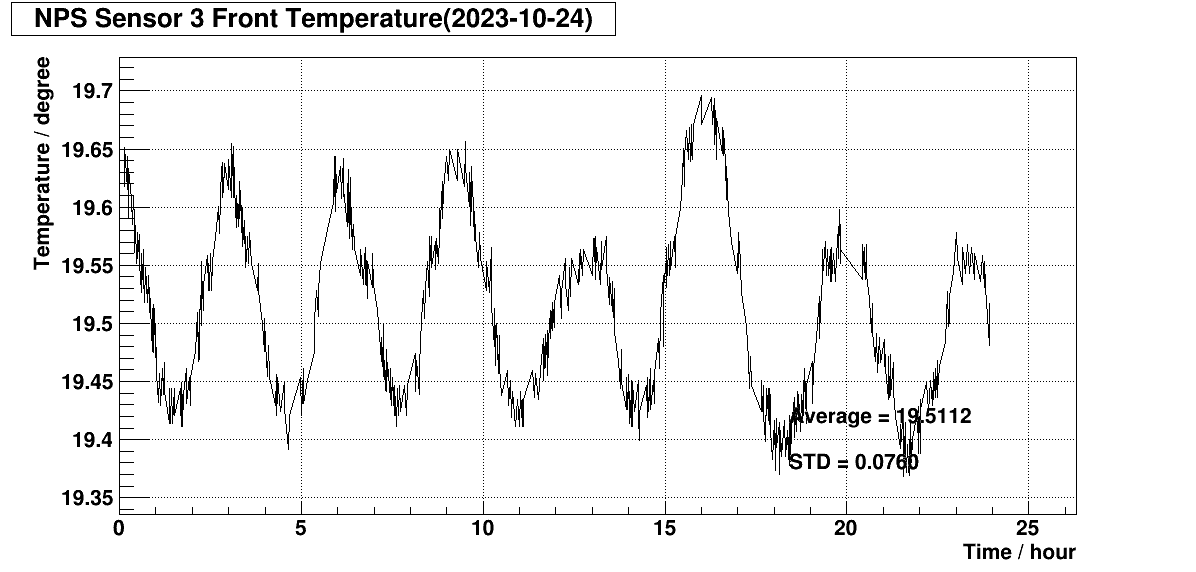 NPS Sensor 3 Front Temperature(2023-10-24)
Temperature / degree
19.7
19.65
19.6
19.55
19.5
19.45
19.4
19.35
Average = 19.5112
STD = 0.0760
0 5 10 15 20 25
Time / hour